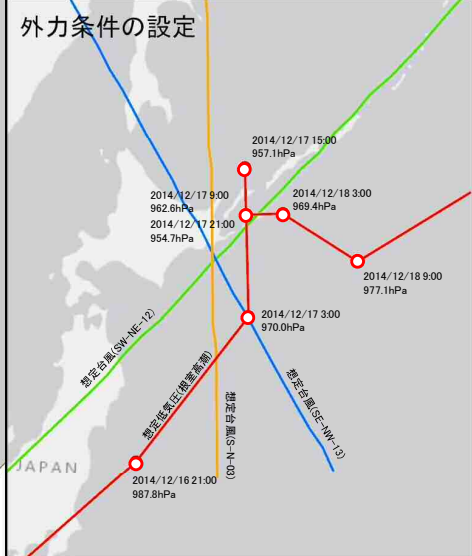 外力条件の設定
2014/12/17 15:00
957.1hPa
2014/12/17 9:00
962.6hPa
2014/12/17 21:00
954.7hPa
2014/12/18 3:00
969.4hPa
2014/12/18 9:00
977.1hPa
2014/12/17 3:00
970.0hPa
想定台風(SW-NE-12)
想定低気圧(根室高潮)
想定台風(S-N-03)
想定台風(SE-NW-13)
JAPAN
2014/12/16 21:00
987.8hPa